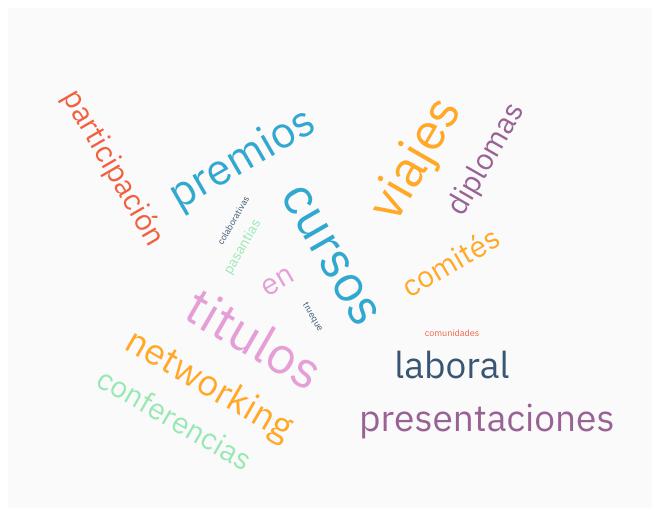 participación
premios
viajes
diplomas
colaborativas
pasantias
cursos
comités
en
titulos
trueque
comunidades
networking
laboral
conferencias
presentaciones